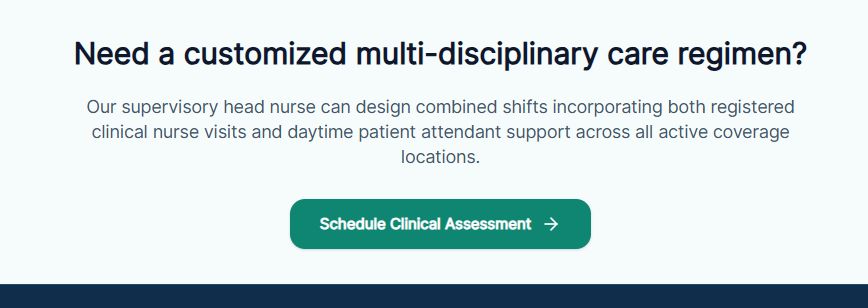 Need a customized multi-disciplinary care regimen?
Our supervisory head nurse can design combined shifts incorporating both registered
clinical nurse visits and daytime patient attendant support across all active coverage
locations.
Schedule Clinical Assessment →